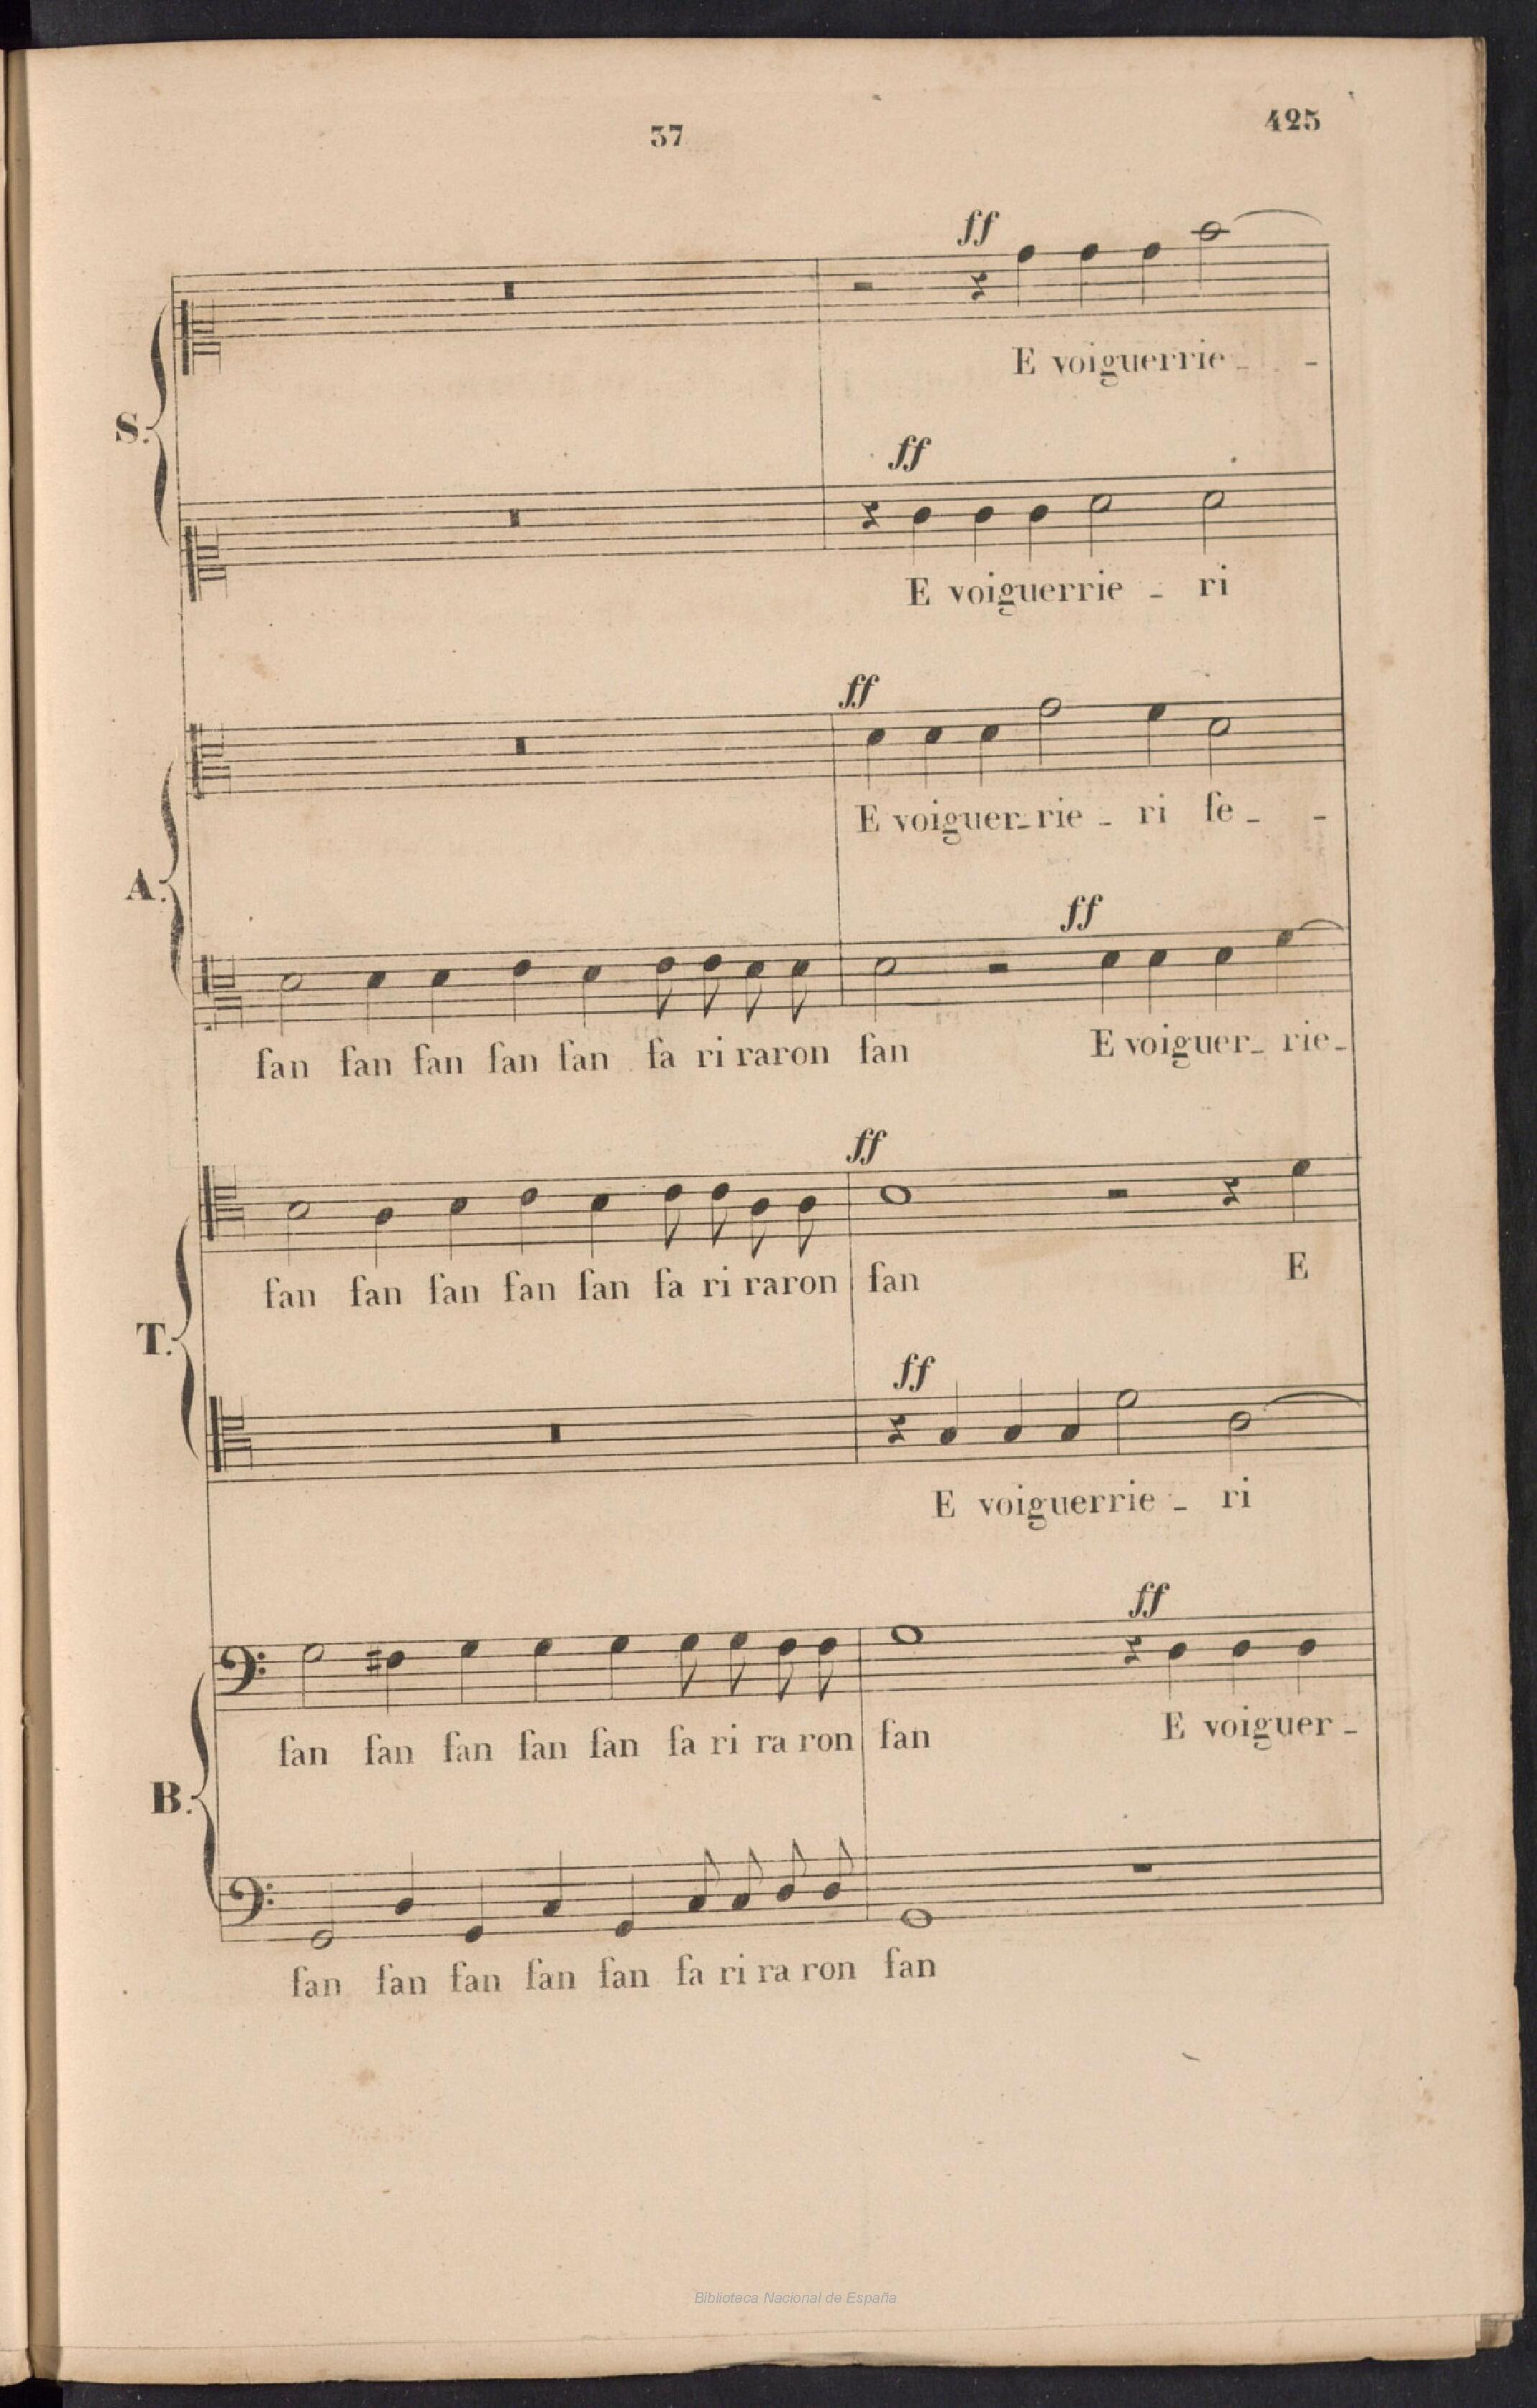 37 425
ff
E voiguerrie - -
S.
ff
E voiguerrie - ri
ff
E voiguer-rie - ri fe - -
A.
ff
fan fan fan fan fan fa ri raron fan E voiguer- rie-
ff
fan fan fan fan fan fa ri raron fan E
T.
ff
E voiguerrie - ri
ff
fan fan fan fan fan fa ri ra ron fan E voiguer-
B.
fan fan fan fan fan fa ri ra ron fan
Biblioteca Nacional de España